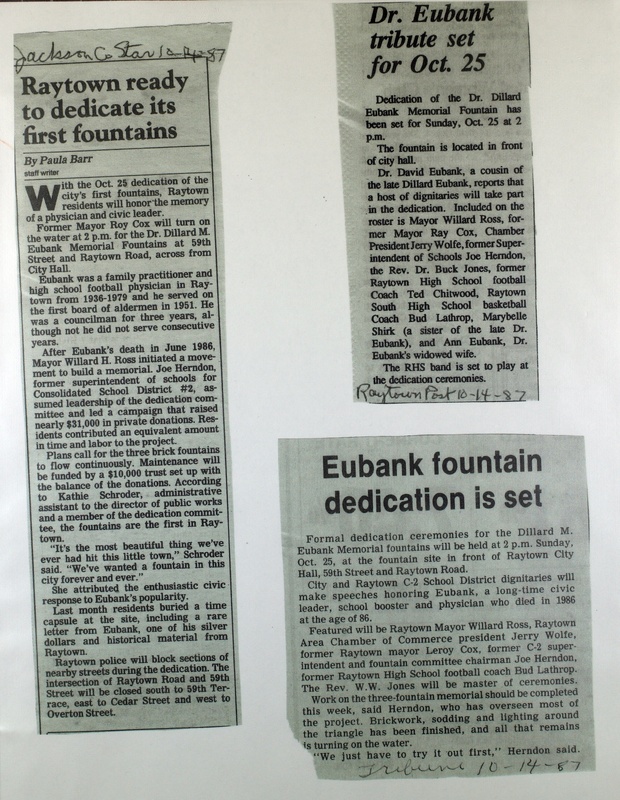 Jackson Co Star 10-14-87
Raytown ready
to dedicate its
first fountains
By Paula Barr
staff writer
With the Oct. 25 dedication of the
city's first fountains, Raytown
residents will honor the memory
of a physician and civic leader.
Former Mayor Roy Cox will turn on
the water at 2 p.m. for the Dr. Dillard M.
Eubank Memorial Fountains at 59th
Street and Raytown Road, across from
City Hall.
Eubank was a family practitioner and
high school football physician in Ray-
town from 1936-1979 and he served on
the first board of aldermen in 1951. He
was a councilman for three years, al-
though not he did not serve consecutive
years.
After Eubank's death in June 1986,
Mayor Willard H. Ross initiated a move-
ment to build a memorial. Joe Herndon,
former superintendent of schools for
Consolidated School District #2, as-
sumed leadership of the dedication com-
mittee and led a campaign that raised
nearly $31,000 in private donations. Res-
idents contributed an equivalent amount
in time and labor to the project.
Plans call for the three brick fountains
to flow continuously. Maintenance will
be funded by a $10,000 trust set up with
the balance of the donations. According
to Kathie Schroder, administrative
assistant to the director of public works
and a member of the dedication commit-
tee, the fountains are the first in Ray-
town.
"It's the most beautiful thing we've
ever had hit this little town," Schroder
said. "We've wanted a fountain in this
city forever and ever."
She attributed the enthusiastic civic
response to Eubank's popularity.
Last month residents buried a time
capsule at the site, including a rare
letter from Eubank, one of his silver
dollars and historical material from
Raytown.
Raytown police will block sections of
nearby streets during the dedication. The
intersection of Raytown Road and 59th
Street will be closed south to 59th Ter-
race, east to Cedar Street and west to
Overton Street.
Dr. Eubank
tribute set
for Oct. 25
Dedication of the Dr. Dillard
Eubank Memorial Fountain has
been set for Sunday, Oct. 25 at 2
p.m.
The fountain is located in front
of city hall.
Dr. David Eubank, a cousin of
the late Dillard Eubank, reports that
a host of dignitaries will take part
in the dedication. Included on the
roster is Mayor Willard Ross, for-
mer Mayor Ray Cox, Chamber
President Jerry Wolfe, former Super-
intendent of Schools Joe Herndon,
the Rev. Dr. Buck Jones, former
Raytown High School football
Coach Ted Chitwood, Raytown
South High School basketball
Coach Bud Lathrop, Marybelle
Shirk (a sister of the late Dr.
Eubank), and Ann Eubank, Dr.
Eubank's widowed wife.
The RHS band is set to play at
the dedication ceremonies.
Raytown Post 10-14-87
Eubank fountain
dedication is set
Formal dedication ceremonies for the Dillard M.
Eubank Memorial fountains will be held at 2 p.m. Sunday,
Oct. 25, at the fountain site in front of Raytown City
Hall, 59th Street and Raytown Road.
City and Raytown C-2 School District dignitaries will
make speeches honoring Eubank, a long-time civic
leader, school booster and physician who died in 1986
at the age of 86.
Featured will be Raytown Mayor Willard Ross, Raytown
Area Chamber of Commerce president Jerry Wolfe,
former Raytown mayor Leroy Cox, former C-2 super-
intendent and fountain committee chairman Joe Herndon,
former Raytown High School football coach Bud Lathrop.
The Rev. W.W. Jones will be master of ceremonies.
Work on the three-fountain memorial should be completed
this week, said Herndon, who has overseen most of
the project. Brickwork, sodding and lighting around
the triangle has been finished, and all that remains
is turning on the water.
"We just have to try it out first," Herndon said.
Tribune 10-14-87